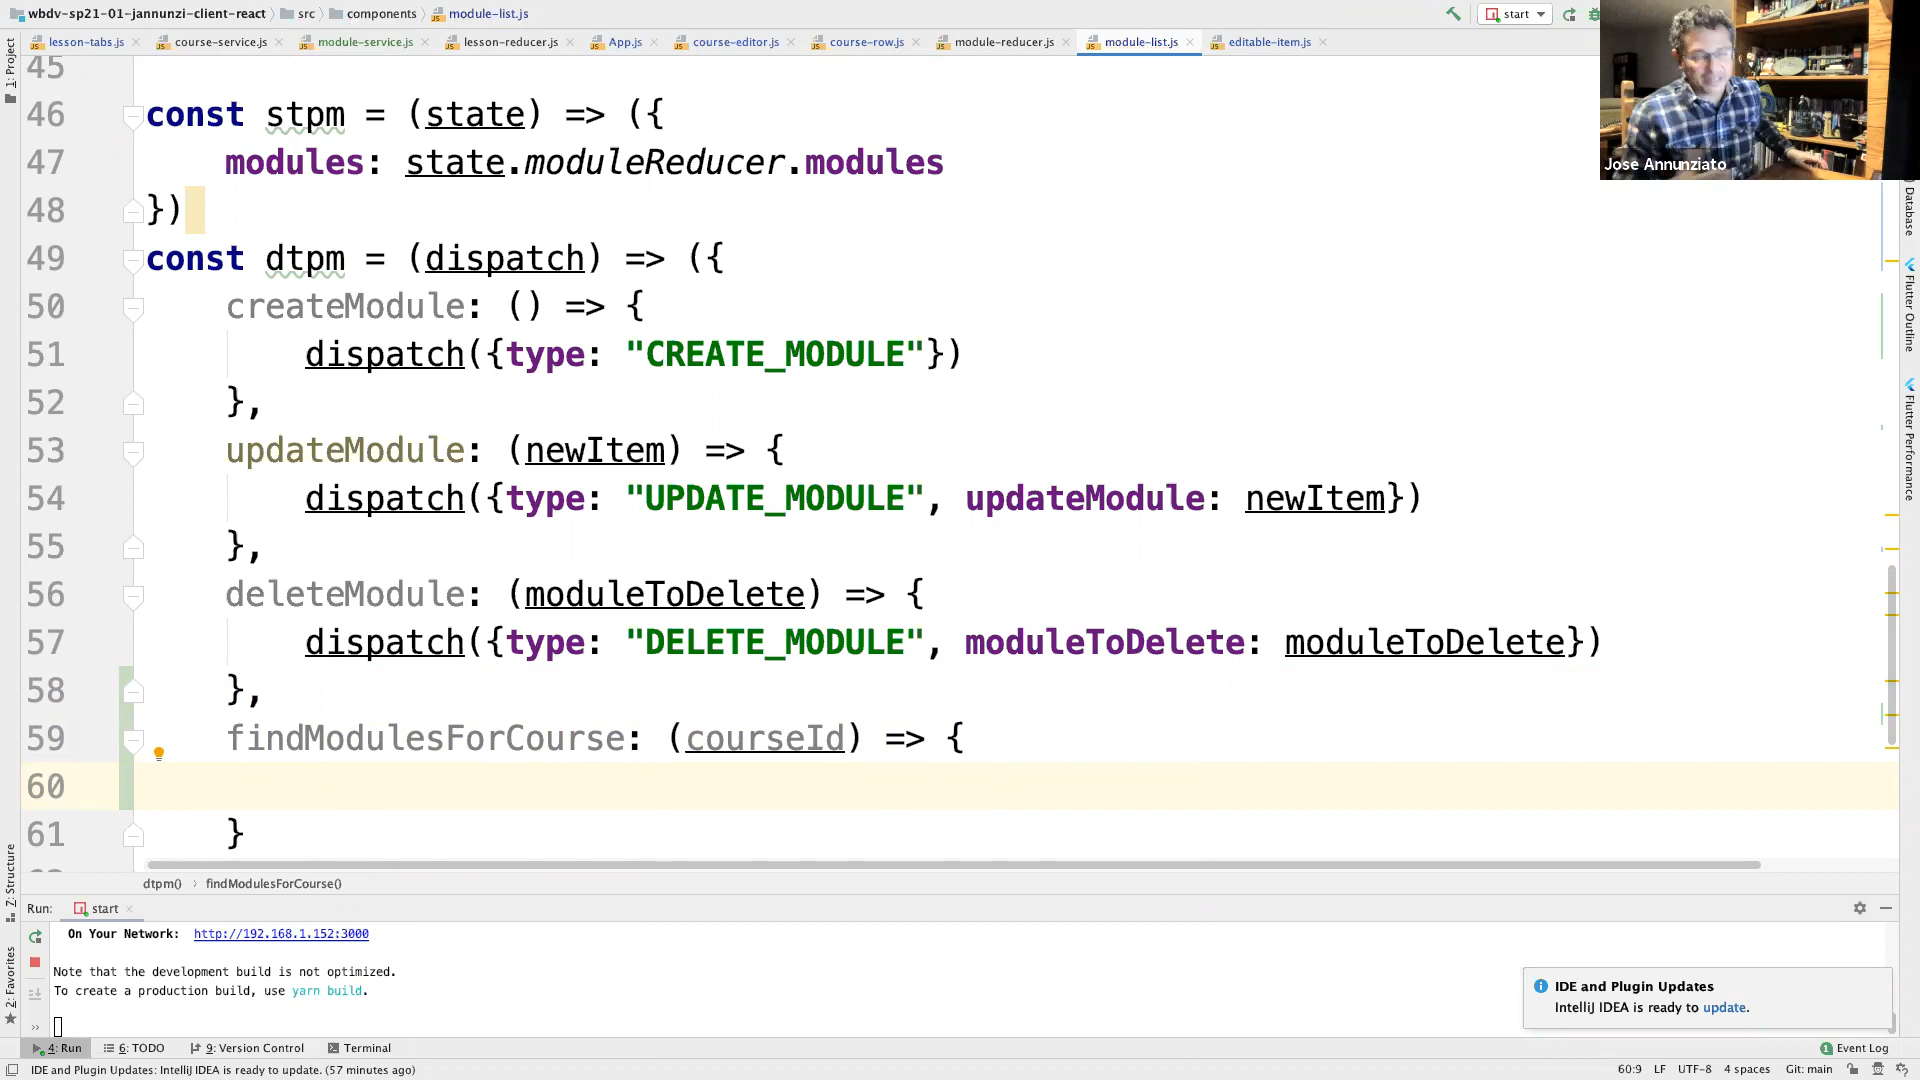 wbdv-sp21-01-jannunzi-client-react
src
components
module-list.js
start
lesson-tabs.js
course-service.js
module-service.js
lesson-reducer.js
App.js
course-editor.js
course-row.js
module-reducer.js
module-list.js
editable-item.js
1: Project
45
46 const stpm = (state) => ({
47 modules: state.moduleReducer.modules
48 })
49 const dtpm = (dispatch) => ({
50 createModule: () => {
51 dispatch({type: "CREATE_MODULE"})
52 },
53 updateModule: (newItem) => {
54 dispatch({type: "UPDATE_MODULE", updateModule: newItem})
55 },
56 deleteModule: (moduleToDelete) => {
57 dispatch({type: "DELETE_MODULE", moduleToDelete: moduleToDelete})
58 },
59 findModulesForCourse: (courseId) => {
60
61 }
Jose Annunziato
Database
Flutter Outline
Flutter Performance
dtpm() › findModulesForCourse()
Z: Structure
2: Favorites
Run: start
On Your Network: http://192.168.1.152:3000
Note that the development build is not optimized.
To create a production build, use yarn build.
IDE and Plugin Updates
IntelliJ IDEA is ready to update.
4: Run
6: TODO
9: Version Control
Terminal
1 Event Log
IDE and Plugin Updates: IntelliJ IDEA is ready to update. (57 minutes ago)
60:9 LF UTF-8 4 spaces Git: main